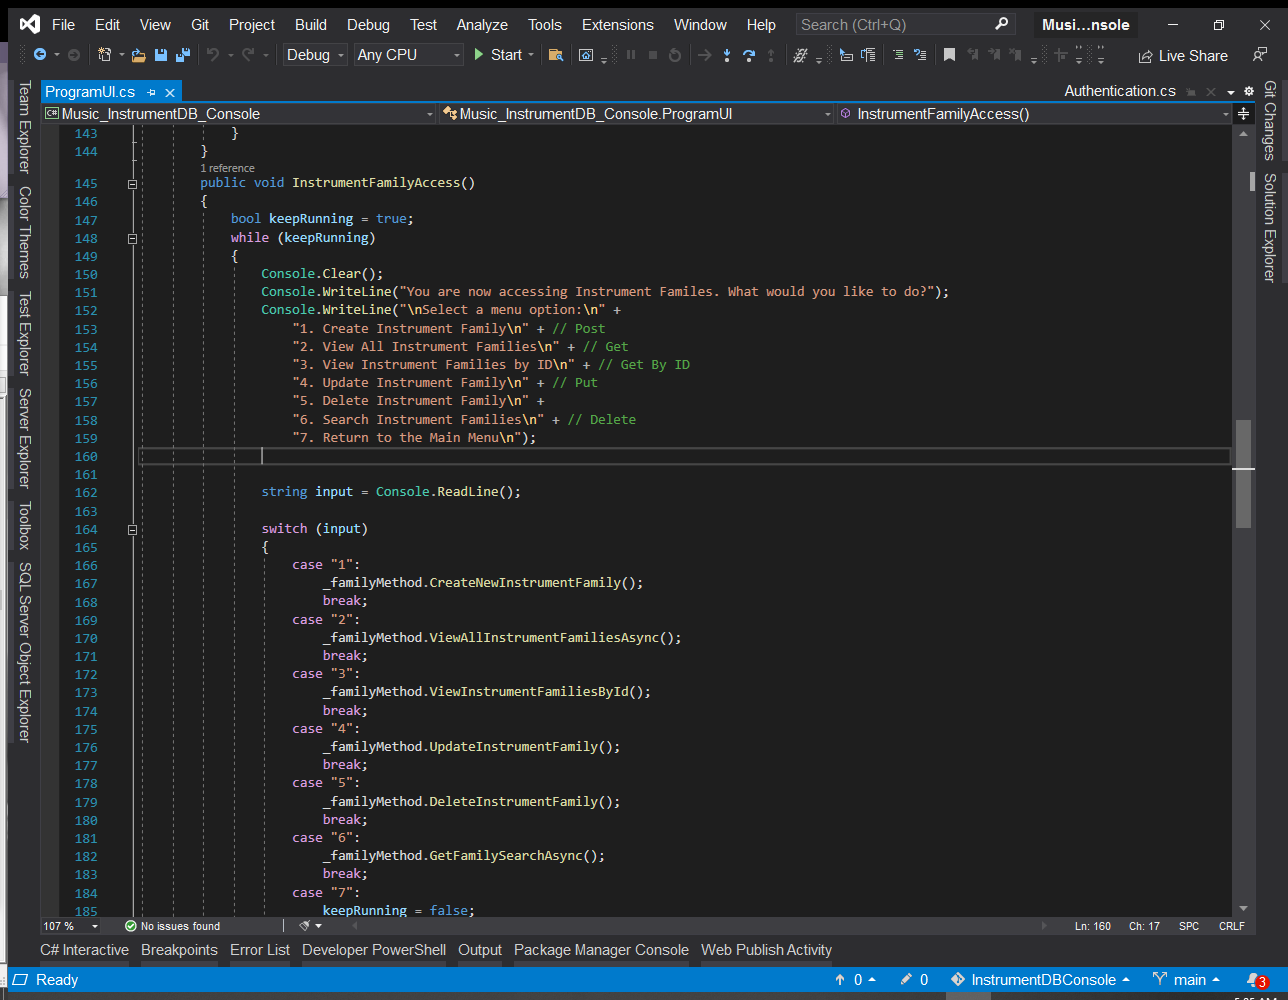 File Edit View Git Project Build Debug Test Analyze Tools Extensions Window Help Search (Ctrl+Q) Musi...nsole
Debug Any CPU Start Live Share
ProgramUI.cs Authentication.cs
C# Music_InstrumentDB_Console Music_InstrumentDB_Console.ProgramUI InstrumentFamilyAccess()
143 }
144 }
1 reference
145 public void InstrumentFamilyAccess()
146 {
147 bool keepRunning = true;
148 while (keepRunning)
149 {
150 Console.Clear();
151 Console.WriteLine("You are now accessing Instrument Familes. What would you like to do?");
152 Console.WriteLine("\nSelect a menu option:\n" +
153 "1. Create Instrument Family\n" + // Post
154 "2. View All Instrument Families\n" + // Get
155 "3. View Instrument Families by ID\n" + // Get By ID
156 "4. Update Instrument Family\n" + // Put
157 "5. Delete Instrument Family\n" +
158 "6. Search Instrument Families\n" + // Delete
159 "7. Return to the Main Menu\n");
160
161
162 string input = Console.ReadLine();
163
164 switch (input)
165 {
166 case "1":
167 _familyMethod.CreateNewInstrumentFamily();
168 break;
169 case "2":
170 _familyMethod.ViewAllInstrumentFamiliesAsync();
171 break;
172 case "3":
173 _familyMethod.ViewInstrumentFamiliesById();
174 break;
175 case "4":
176 _familyMethod.UpdateInstrumentFamily();
177 break;
178 case "5":
179 _familyMethod.DeleteInstrumentFamily();
180 break;
181 case "6":
182 _familyMethod.GetFamilySearchAsync();
183 break;
184 case "7":
185 keepRunning = false;
Team Explorer
Color Themes
Test Explorer
Server Explorer
Toolbox
SQL Server Object Explorer
Git Changes
Solution Explorer
107 % No issues found Ln: 160 Ch: 17 SPC CRLF
C# Interactive Breakpoints Error List Developer PowerShell Output Package Manager Console Web Publish Activity
Ready 0 0 InstrumentDBConsole main 3